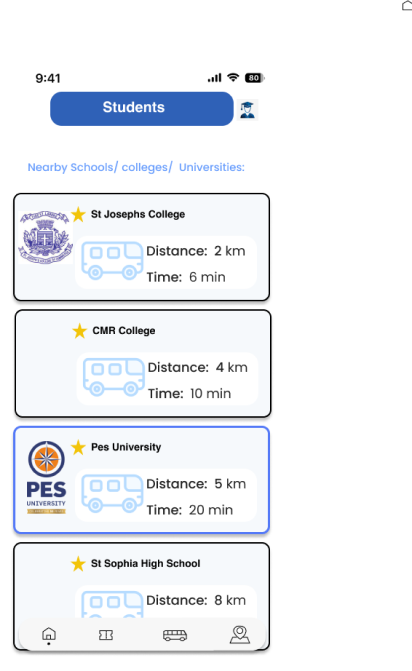 9:41
80
Students
Nearby Schools/ colleges/ Universities:
St Josephs College
Distance: 2 km
Time: 6 min
CMR College
Distance: 4 km
Time: 10 min
Pes University
PES
UNIVERSITY
Distance: 5 km
Time: 20 min
St Sophia High School
Distance: 8 km